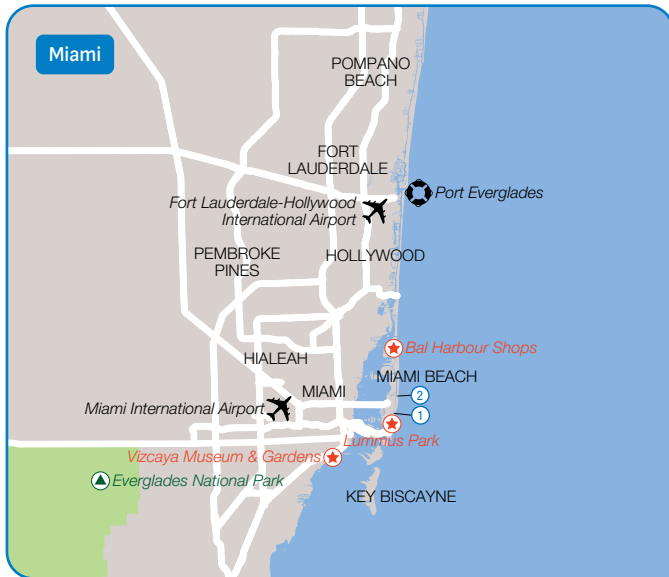 Miami
POMPANO
BEACH
FORT
LAUDERDALE
Fort Lauderdale-Hollywood
International Airport
Port Everglades
PEMBROKE
PINES
HOLLYWOOD
Bal Harbour Shops
HIALEAH
MIAMI BEACH
MIAMI
2
Miami International Airport
1
Lummus Park
Vizcaya Museum & Gardens
Everglades National Park
KEY BISCAYNE